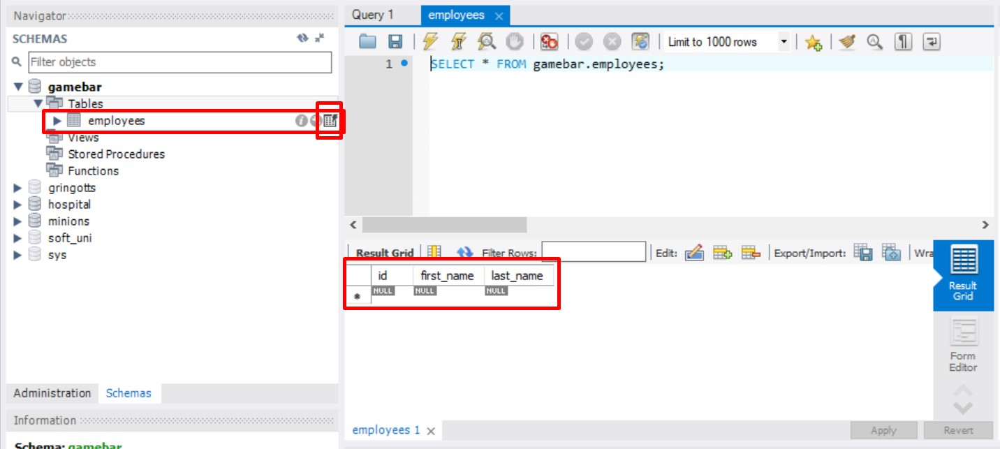 Navigator
SCHEMAS
Filter objects
gamebar
Tables
employees
Views
Stored Procedures
Functions
gringotts
hospital
minions
soft_uni
sys
Administration Schemas
Information
Schema: gamebar
Query 1 employees
Limit to 1000 rows
1 SELECT * FROM gamebar.employees;
Result Grid Filter Rows: Edit: Export/Import: Wra
id first_name last_name
NULL NULL NULL
Result
Grid
Form
Editor
employees 1
Apply Revert